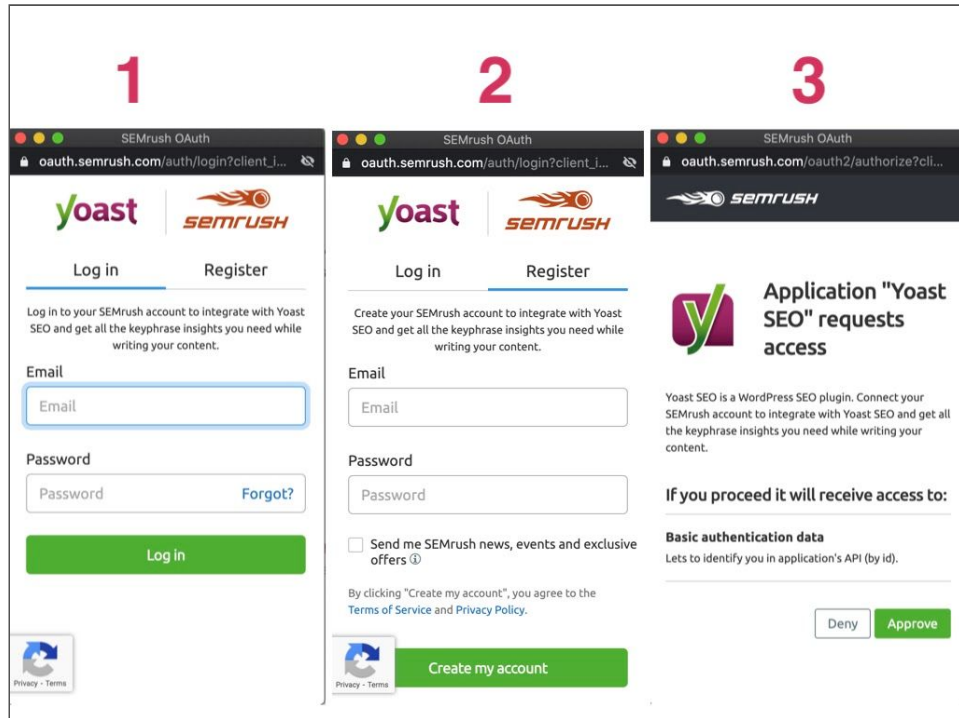 1
2
3
SEMrush OAuth
oauth.semrush.com/auth/login?client_i...
yoast
semrush
Log in
Register
Log in to your SEMrush account to integrate with Yoast
SEO and get all the keyphrase insights you need while
writing your content.
Email
Email
Password
Password
Forgot?
Log in
Privacy - Terms
SEMrush OAuth
oauth.semrush.com/auth/login?client_i...
yoast
semrush
Log in
Register
Create your SEMrush account to integrate with Yoast
SEO and get all the keyphrase insights you need while
writing your content.
Email
Email
Password
Password
Send me SEMrush news, events and exclusive
offers
By clicking "Create my account", you agree to the
Terms of Service and Privacy Policy.
Create my account
Privacy - Terms
SEMrush OAuth
oauth.semrush.com/oauth2/authorize?cli...
semrush
y
Application "Yoast
SEO" requests
access
Yoast SEO is a WordPress SEO plugin. Connect your
SEMrush account to integrate with Yoast SEO and get all
the keyphrase insights you need while writing your
content.
If you proceed it will receive access to:
Basic authentication data
Lets to identify you in application's API (by id).
Deny
Approve